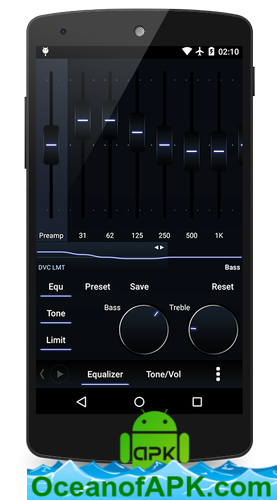 02:10
Preamp 31 62 125 250 500 1K
DVC LMT Bass
Equ Preset Save Reset
Tone Bass Treble
Limit
Equalizer Tone/Vol
APK
OceanofAPK.com